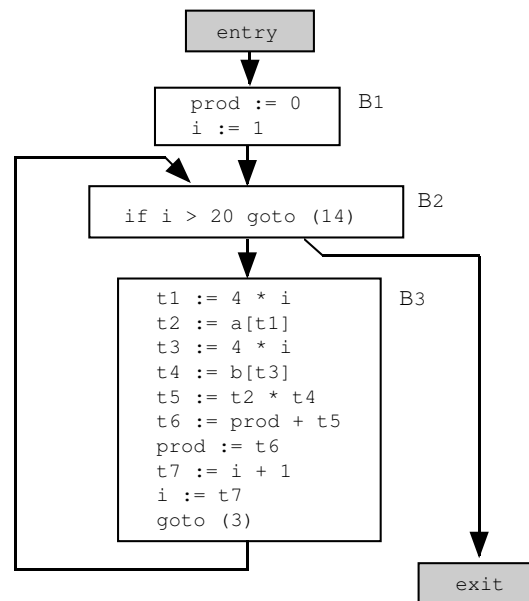 entry
prod := 0
i := 1
B1
if i > 20 goto (14)
B2
t1 := 4 * i
t2 := a[t1]
t3 := 4 * i
t4 := b[t3]
t5 := t2 * t4
t6 := prod + t5
prod := t6
t7 := i + 1
i := t7
goto (3)
B3
exit